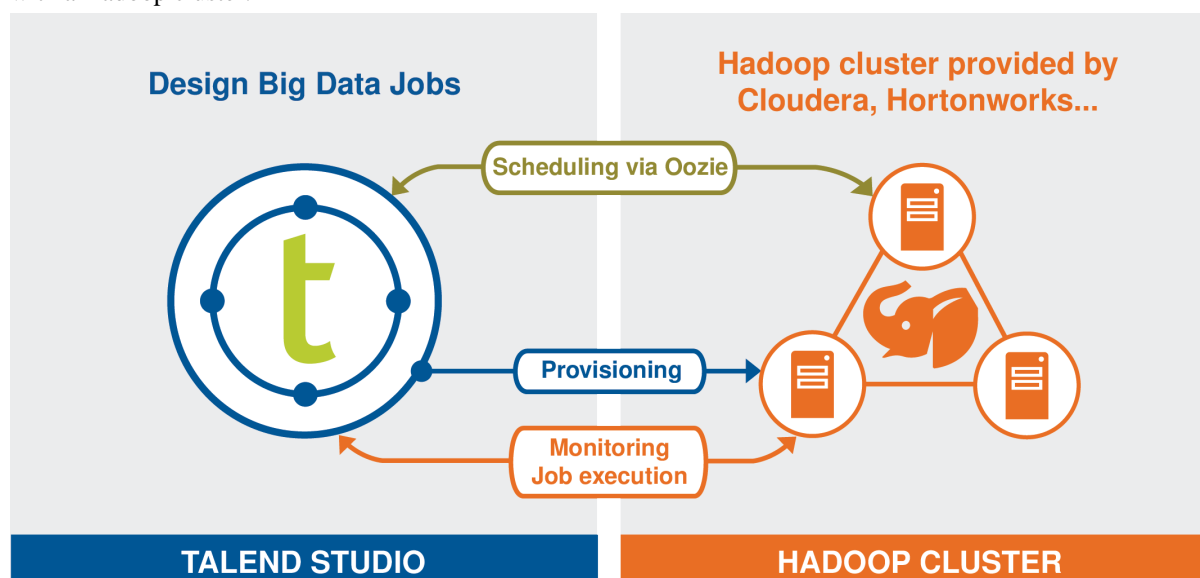 Design Big Data Jobs
Hadoop cluster provided by
Cloudera, Hortonworks...
Scheduling via Oozie
t
Provisioning
Monitoring
Job execution
TALEND STUDIO
HADOOP CLUSTER